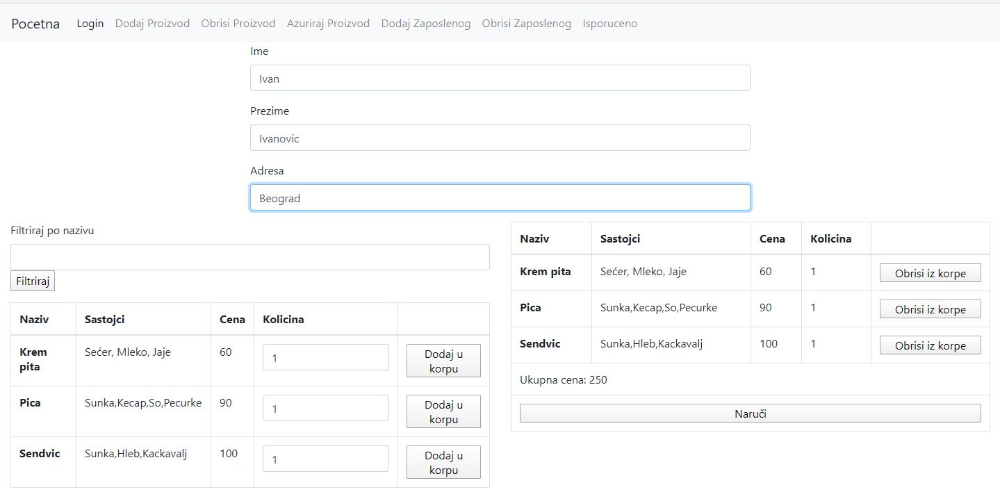 Pocetna Login Dodaj Proizvod Obrisi Proizvod Azuriraj Proizvod Dodaj Zaposlenog Obrisi Zaposlenog Isporuceno
Ime
Ivan
Prezime
Ivanovic
Adresa
Beograd
Filtriraj po nazivu
Filtriraj
Naziv Sastojci Cena Kolicina
Krem pita Sećer, Mleko, Jaje 60 1 Dodaj u korpu
Pica Sunka,Kecap,So,Pecurke 90 1 Dodaj u korpu
Sendvic Sunka,Hleb,Kackavalj 100 1 Dodaj u korpu
Naziv Sastojci Cena Kolicina
Krem pita Sećer, Mleko, Jaje 60 1 Obrisi iz korpe
Pica Sunka,Kecap,So,Pecurke 90 1 Obrisi iz korpe
Sendvic Sunka,Hleb,Kackavalj 100 1 Obrisi iz korpe
Ukupna cena: 250
Naruči